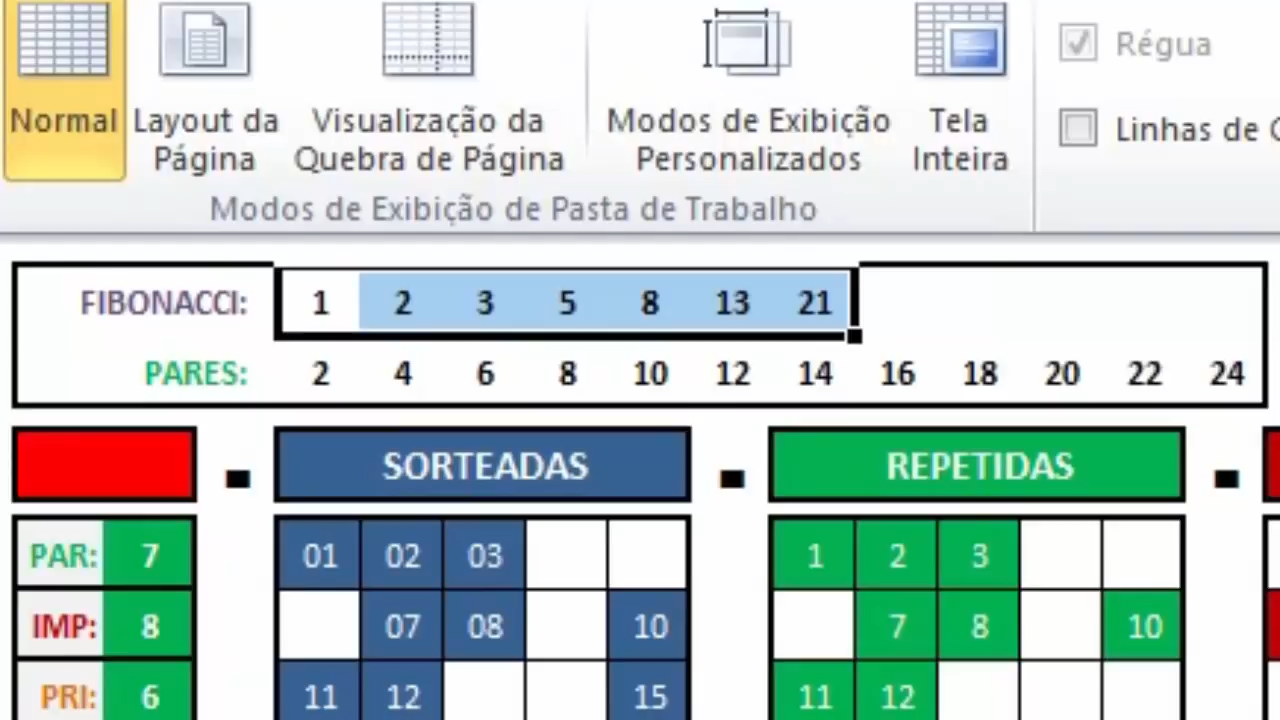 Normal
Layout da
Página
Visualização da
Quebra de Página
Modos de Exibição
Personalizados
Tela
Inteira
Régua
Linhas de
Modos de Exibição de Pasta de Trabalho
FIBONACCI: 1 2 3 5 8 13 21
PARES: 2 4 6 8 10 12 14 16 18 20 22 24
SORTEADAS REPETIDAS
PAR: 7 01 02 03 1 2 3
IMP: 8 07 08 10 7 8 10
PRI: 6 11 12 15 11 12